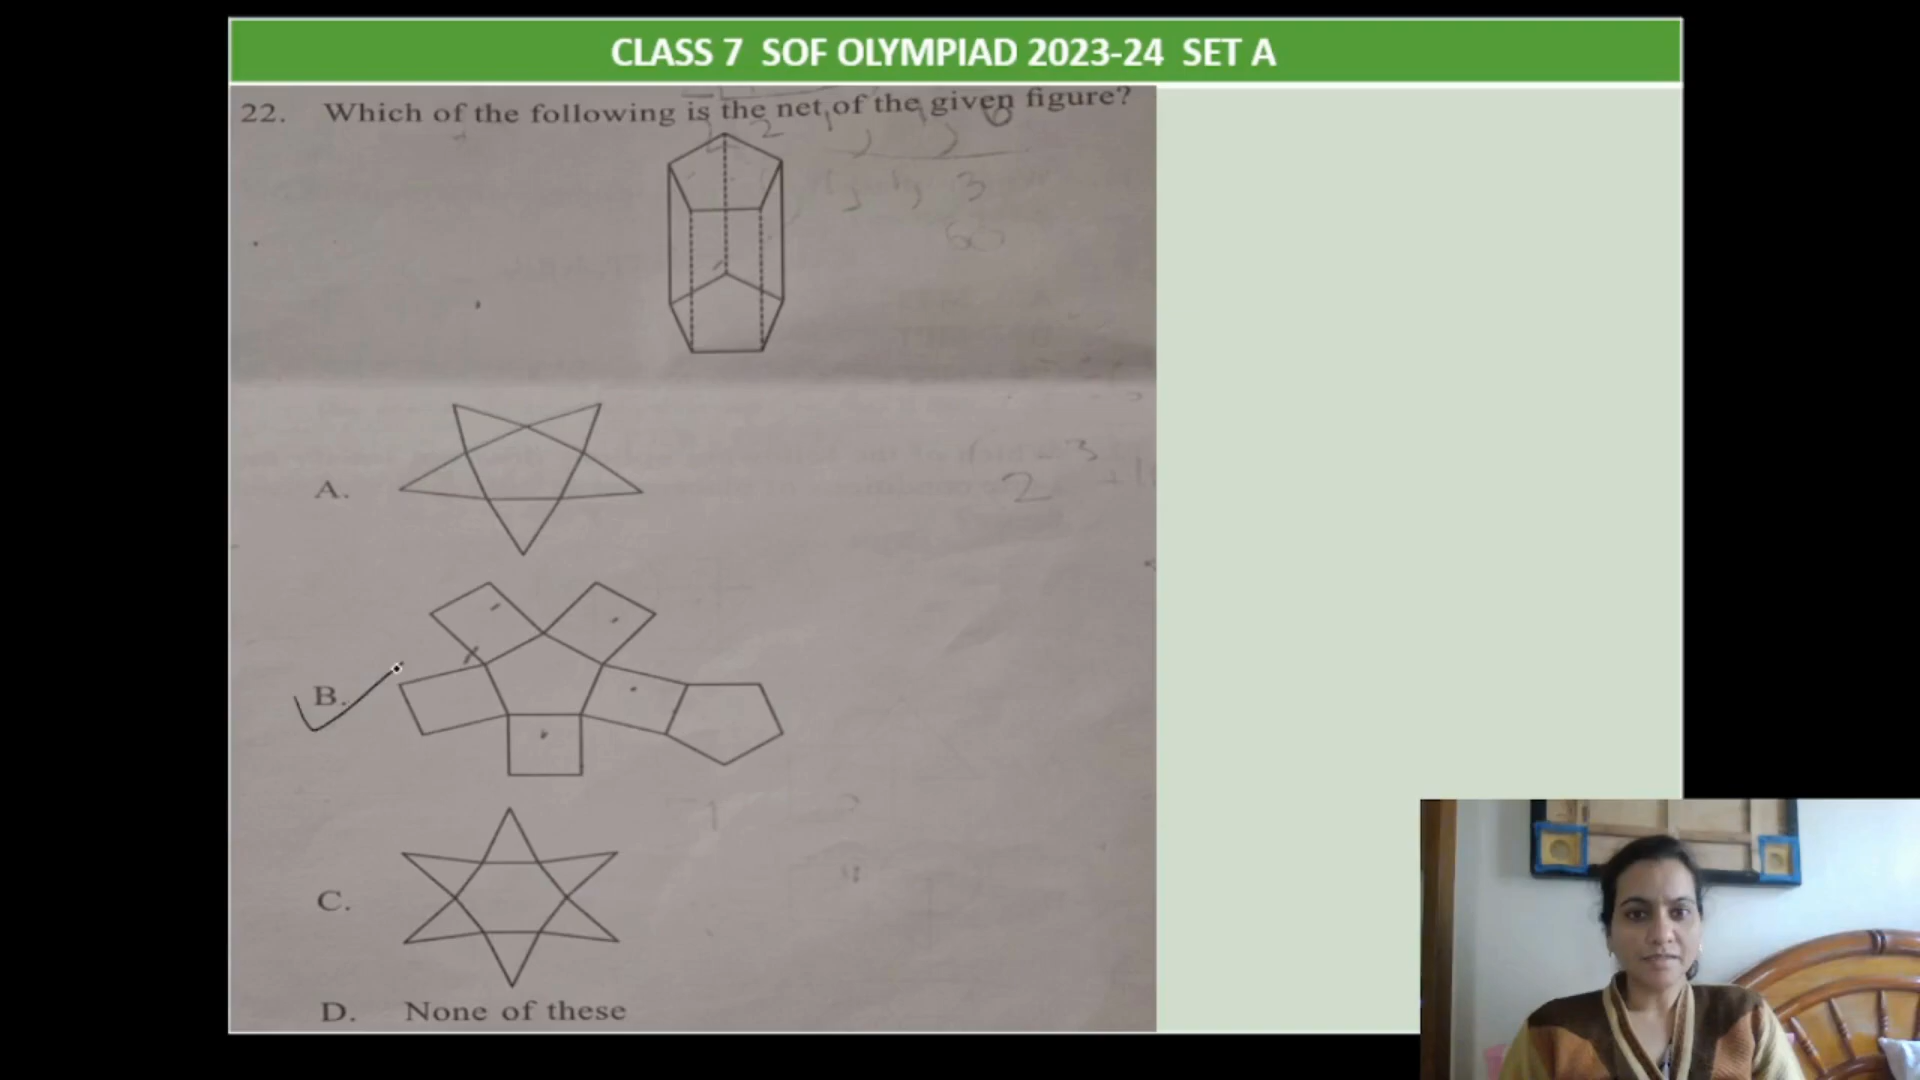 CLASS 7 SOF OLYMPIAD 2023-24 SET A
22. Which of the following is the net of the given figure?
A.
B.
C.
D. None of these